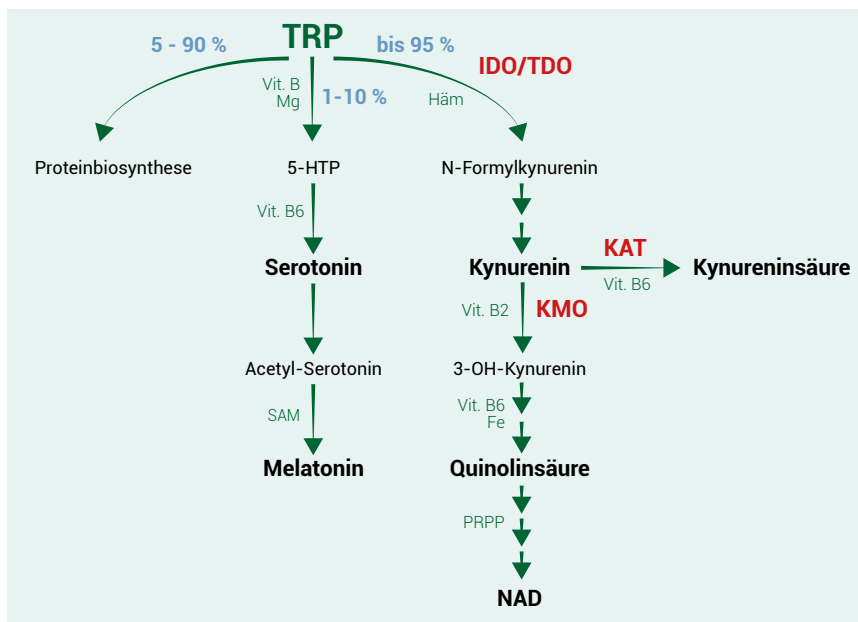 TRP
5 - 90 %
bis 95 %
IDO/TDO
Vit. B
Mg
1-10 %
Häm
Proteinbiosynthese
5-HTP
N-Formylkynurenin
Vit. B6
KAT
Serotonin
Kynurenin
Kynureninsäure
Vit. B6
Vit. B2
KMO
Acetyl-Serotonin
3-OH-Kynurenin
SAM
Vit. B6
Fe
Melatonin
Quinolinsäure
PRPP
NAD